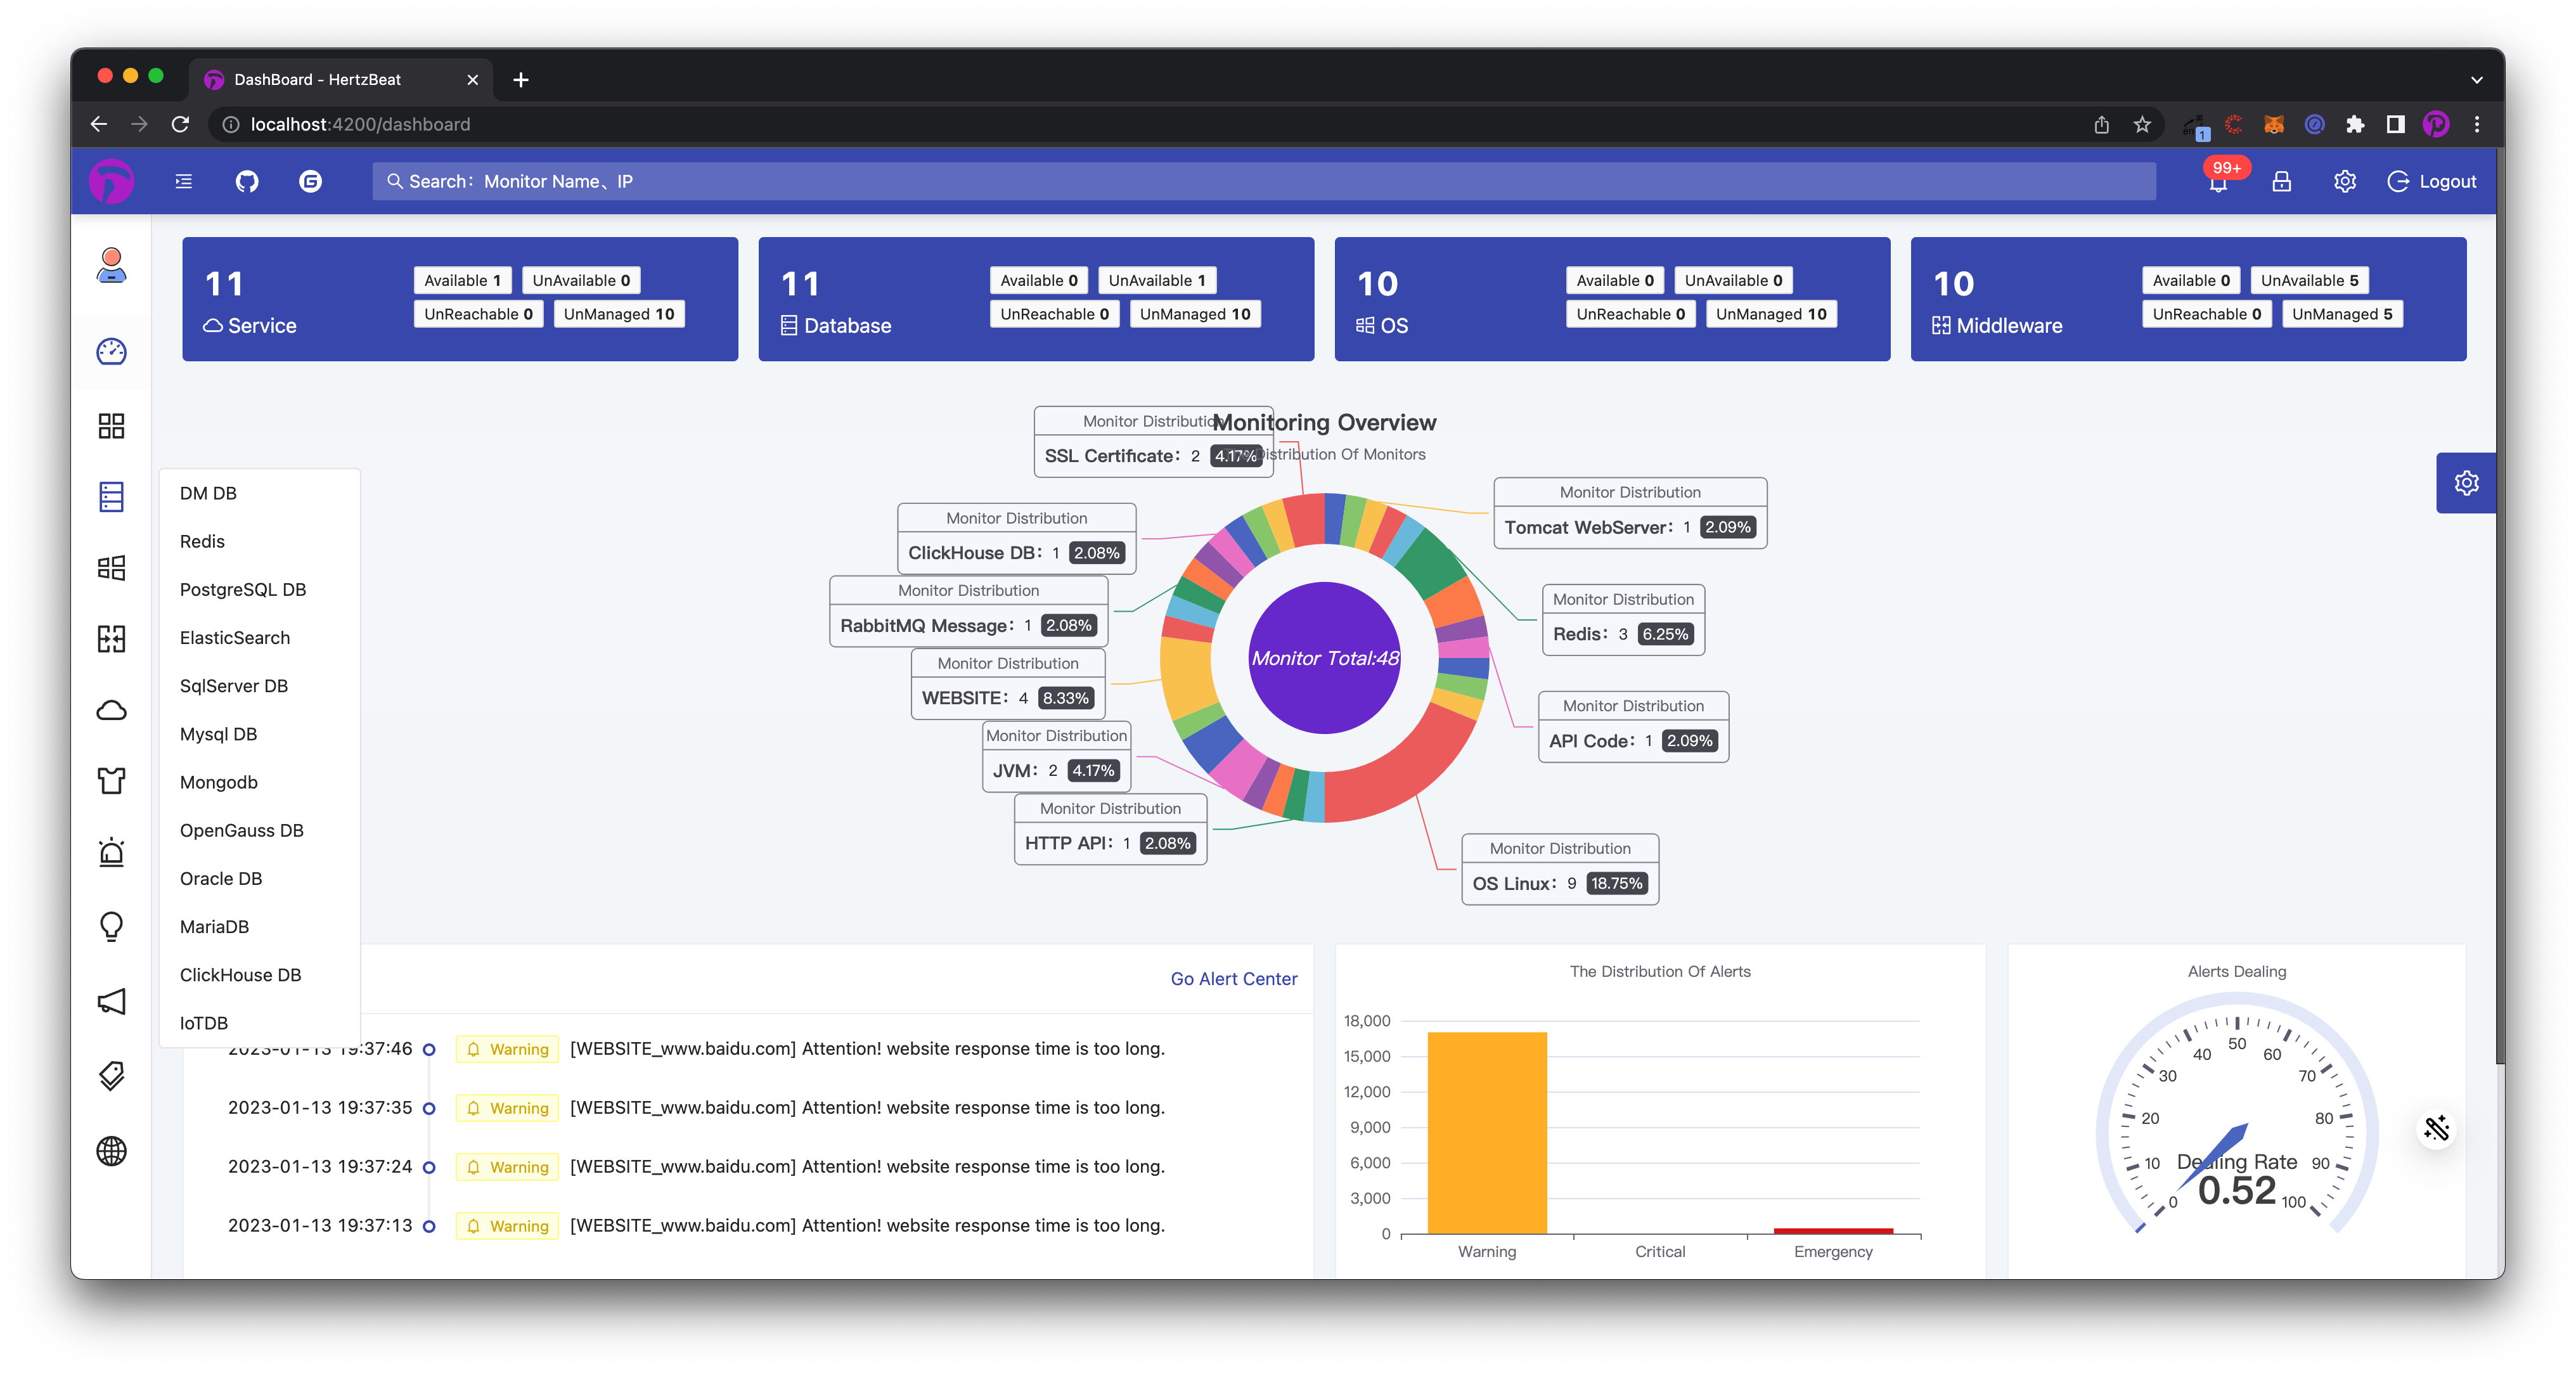 DashBoard - HertzBeat
localhost:4200/dashboard
1
Search：Monitor Name、IP
99+
Logout
11
Service
Available 1
UnAvailable 0
UnReachable 0
UnManaged 10
11
Database
Available 0
UnAvailable 1
UnReachable 0
UnManaged 10
10
OS
Available 0
UnAvailable 0
UnReachable 0
UnManaged 10
10
Middleware
Available 0
UnAvailable 5
UnReachable 0
UnManaged 5
DM DB
Redis
PostgreSQL DB
ElasticSearch
SqlServer DB
Mysql DB
Mongodb
OpenGauss DB
Oracle DB
MariaDB
ClickHouse DB
IoTDB
Monitoring Overview
Distribution Of Monitors
Monitor Distribution
SSL Certificate： 2 4.17%
Monitor Distribution
ClickHouse DB： 1 2.08%
Monitor Distribution
RabbitMQ Message： 1 2.08%
Monitor Distribution
WEBSITE： 4 8.33%
Monitor Distribution
JVM： 2 4.17%
Monitor Distribution
HTTP API： 1 2.08%
Monitor Total:48
Monitor Distribution
Tomcat WebServer： 1 2.09%
Monitor Distribution
Redis： 3 6.25%
Monitor Distribution
API Code： 1 2.09%
Monitor Distribution
OS Linux： 9 18.75%
Go Alert Center
2023-01-13 19:37:46 Warning [WEBSITE_www.baidu.com] Attention! website response time is too long.
2023-01-13 19:37:35 Warning [WEBSITE_www.baidu.com] Attention! website response time is too long.
2023-01-13 19:37:24 Warning [WEBSITE_www.baidu.com] Attention! website response time is too long.
2023-01-13 19:37:13 Warning [WEBSITE_www.baidu.com] Attention! website response time is too long.
The Distribution Of Alerts
18,000
15,000
12,000
9,000
6,000
3,000
0
Warning Critical Emergency
Alerts Dealing
0
10
20
30
40
50
60
70
80
90
100
Dealing Rate
0.52